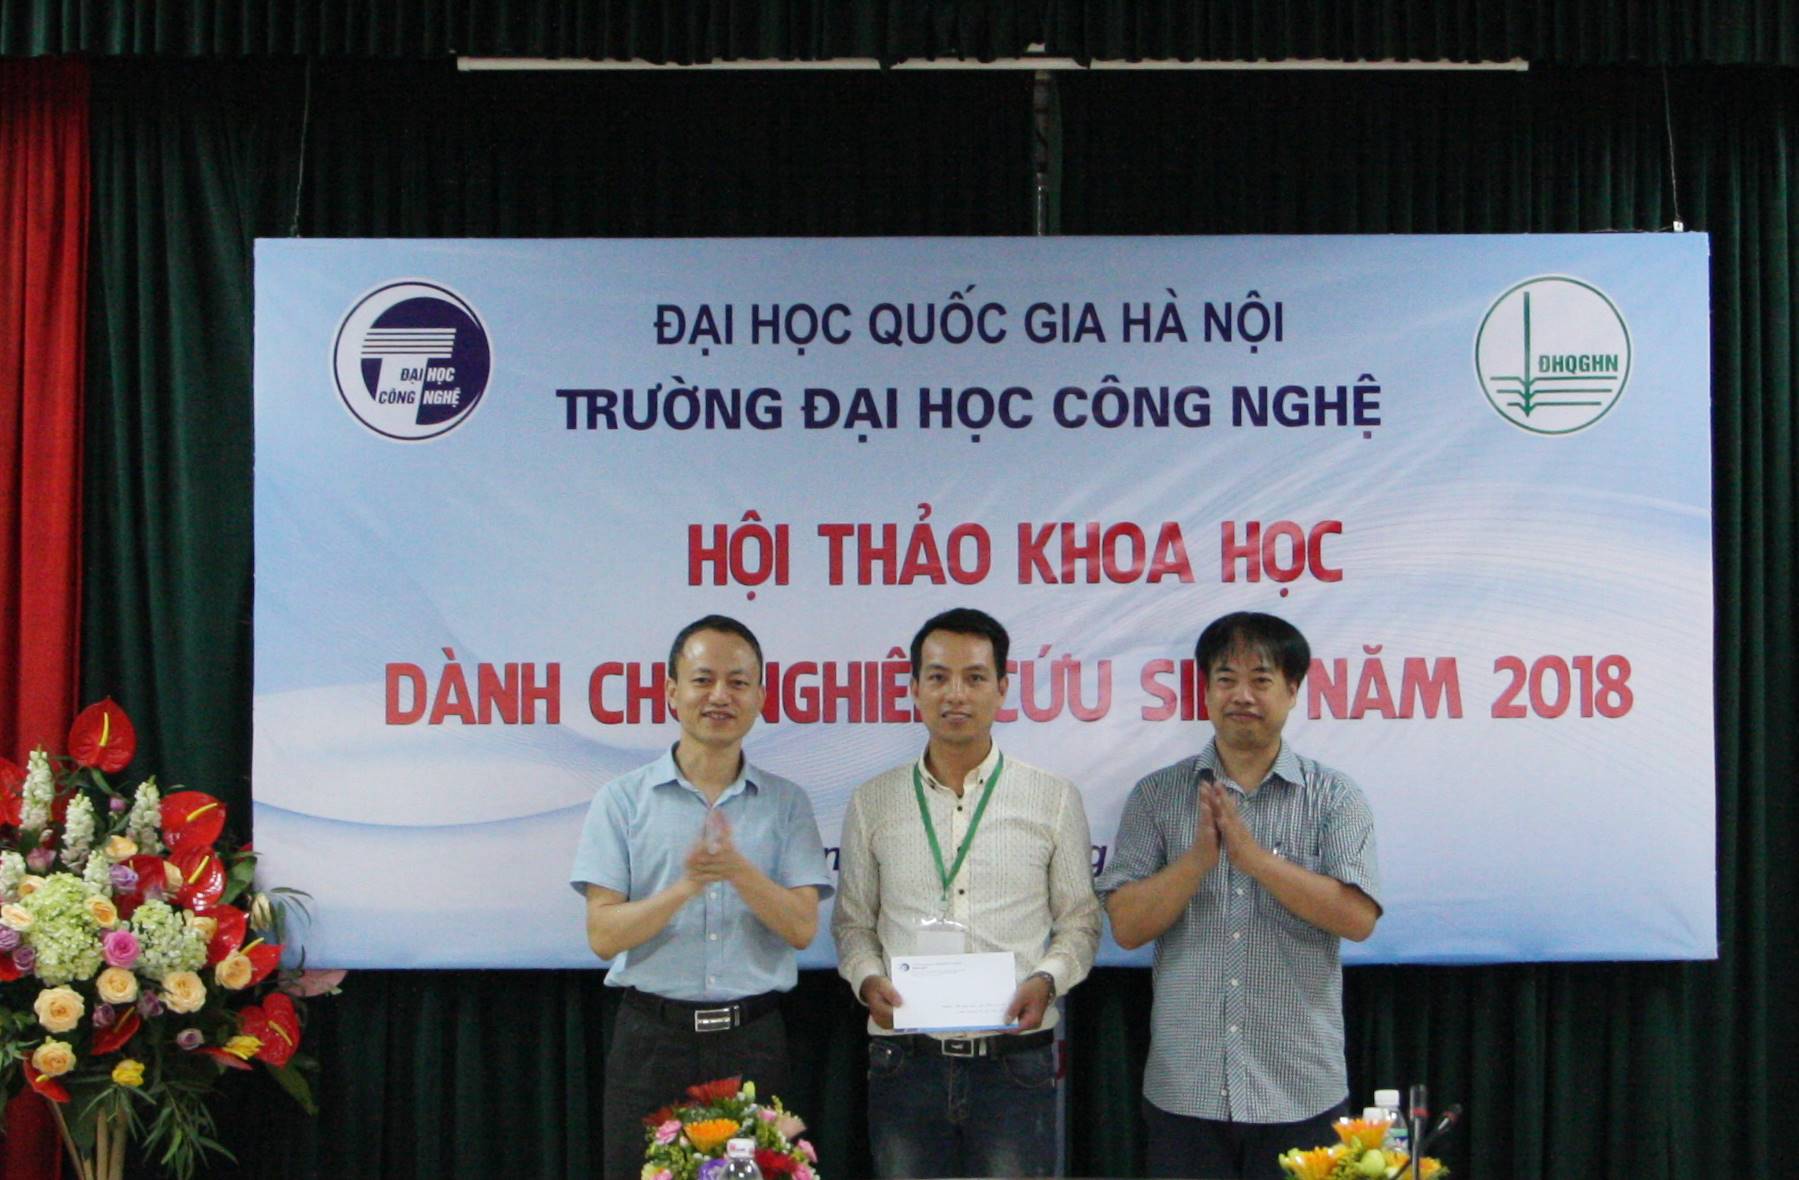 ĐẠI HỌC QUỐC GIA HÀ NỘI
TRƯỜNG ĐẠI HỌC CÔNG NGHỆ
ĐẠI HỌC
CÔNG NGHỆ
ĐHQGHN
HỘI THẢO KHOA HỌC
DÀNH CHO NGHIÊN CỨU SINH NĂM 2018